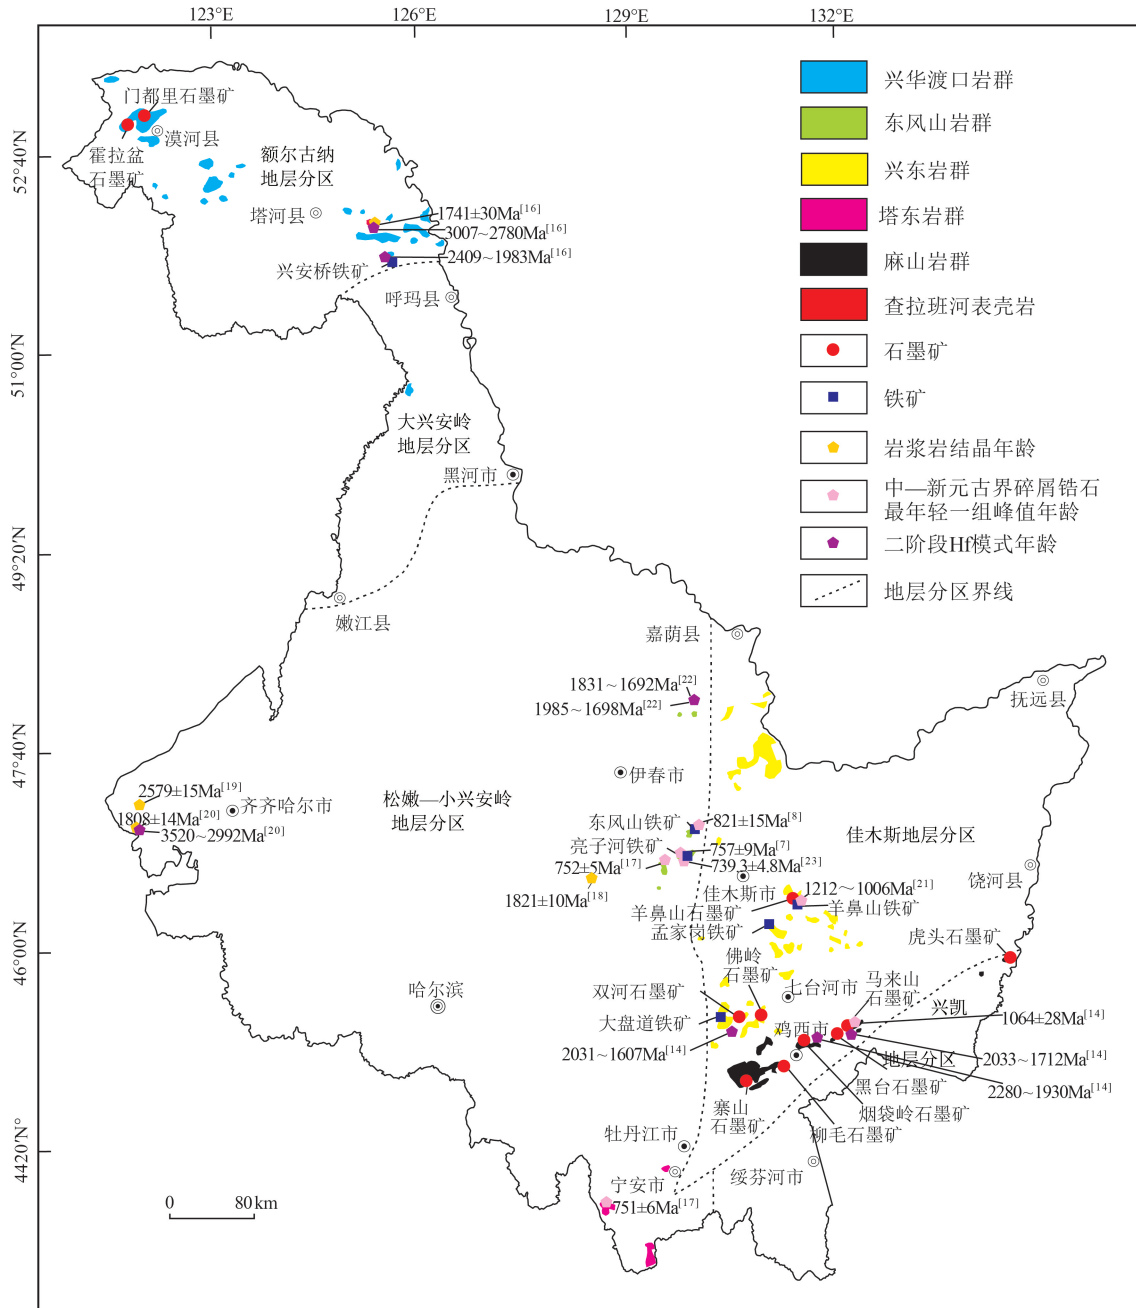 123°E
126°E
129°E
132°E
52°40′N
51°00′N
49°20′N
47°40′N
46°00′N
44°20′N°
兴华渡口岩群
东风山岩群
兴东岩群
塔东岩群
麻山岩群
查拉班河表壳岩
石墨矿
铁矿
岩浆岩结晶年龄
中—新元古界碎屑锆石
最年轻一组峰值年龄
二阶段Hf模式年龄
地层分区界线
门都里石墨矿
漠河县
霍拉盆
石墨矿
额尔古纳
地层分区
塔河县
1741±30Ma[16]
3007~2780Ma[16]
2409~1983Ma[16]
兴安桥铁矿
呼玛县
大兴安岭
地层分区
黑河市
嫩江县
嘉荫县
抚远县
1831~1692Ma[22]
1985~1698Ma[22]
伊春市
2579±15Ma[19]
1808±14Ma[20]
3520~2992Ma[20]
齐齐哈尔市
松嫩—小兴安岭
地层分区
东风山铁矿
821±15Ma[8]
亮子河铁矿
757±9Ma[7]
752±5Ma[17]
739.3±4.8Ma[23]
1821±10Ma[18]
佳木斯地层分区
饶河县
佳木斯市
1212~1006Ma[21]
羊鼻山石墨矿
羊鼻山铁矿
孟家岗铁矿
虎头石墨矿
佛岭
石墨矿
七台河市
马来山
石墨矿
双河石墨矿
哈尔滨
大盘道铁矿
鸡西市
兴凯
地层分区
1064±28Ma[14]
2031~1607Ma[14]
2033~1712Ma[14]
2280~1930Ma[14]
黑台石墨矿
烟袋岭石墨矿
柳毛石墨矿
寨山
石墨矿
牡丹江市
宁安市
绥芬河市
751±6Ma[17]
0
80km